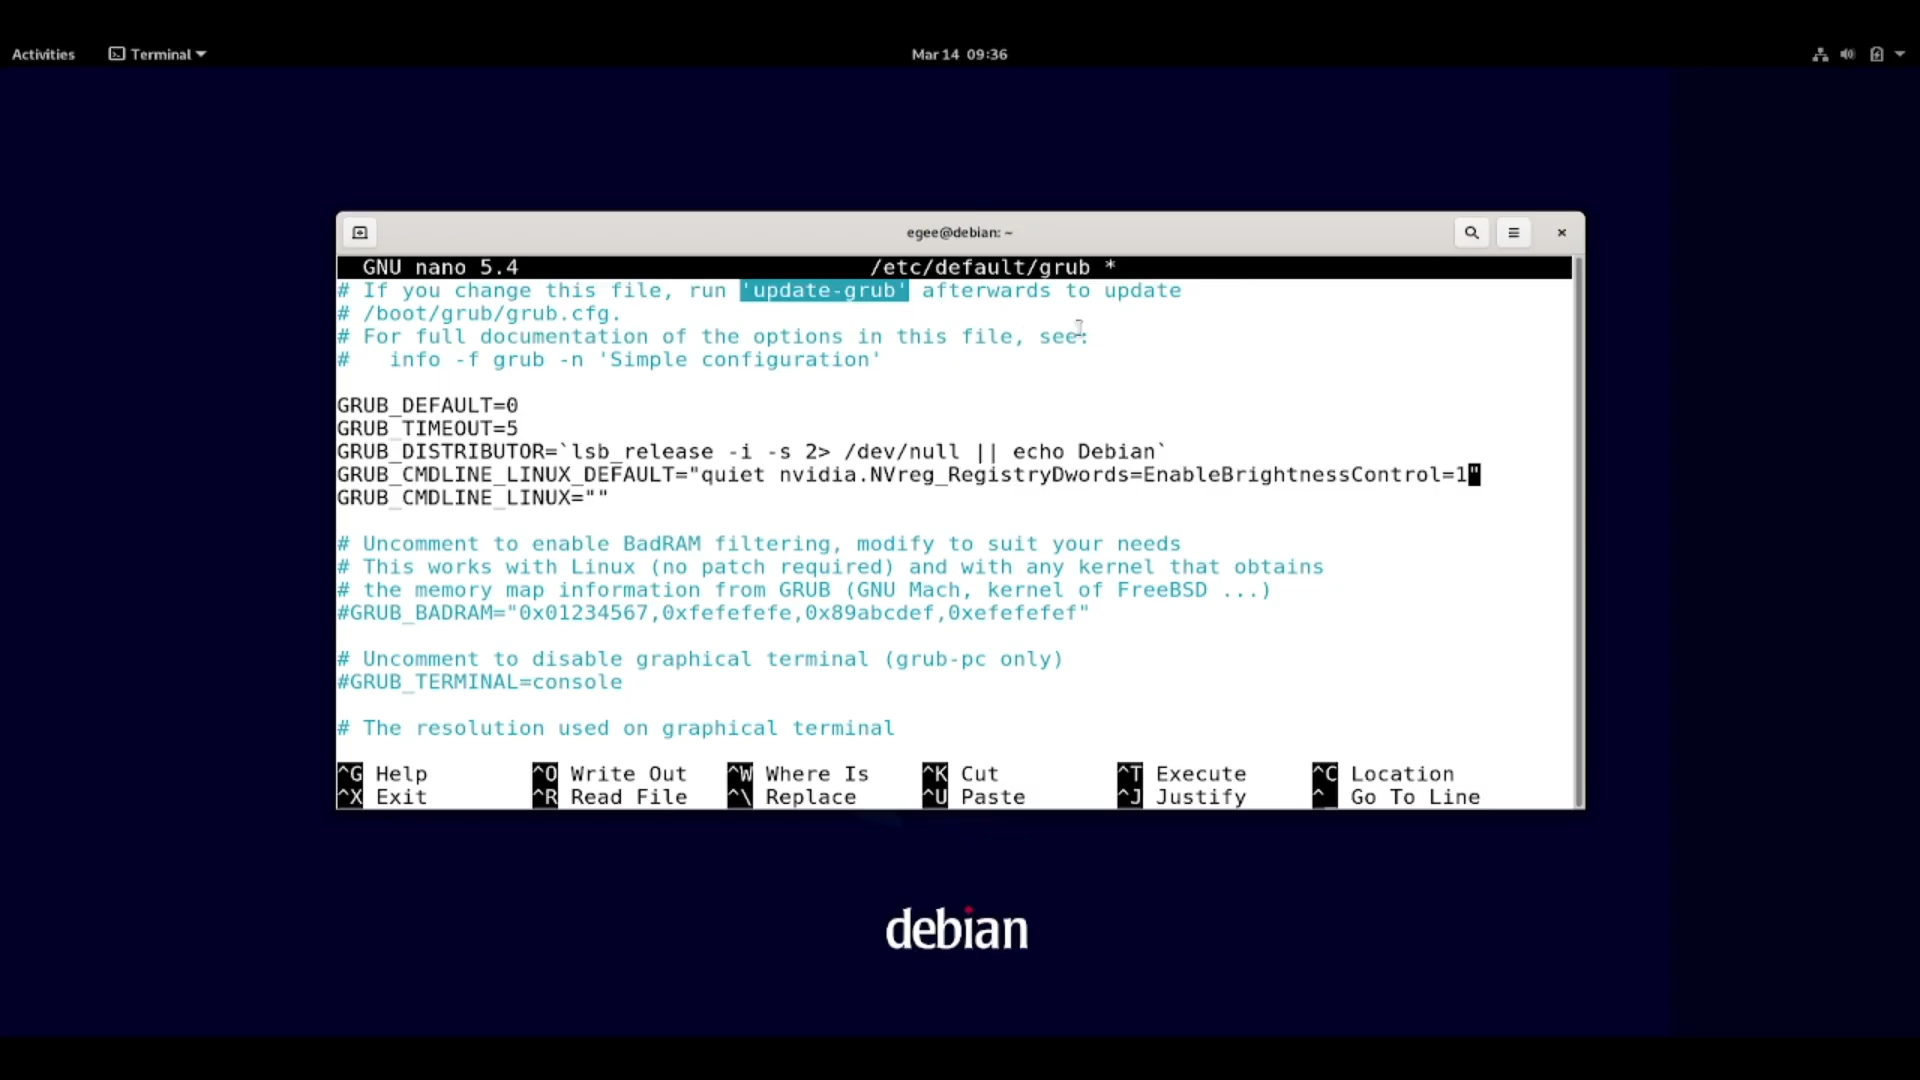 Activities Terminal Mar 14 09:36
egee@debian: ~
GNU nano 5.4 /etc/default/grub *
# If you change this file, run 'update-grub' afterwards to update
# /boot/grub/grub.cfg.
# For full documentation of the options in this file, see:
#   info -f grub -n 'Simple configuration'
GRUB_DEFAULT=0
GRUB_TIMEOUT=5
GRUB_DISTRIBUTOR=`lsb_release -i -s 2> /dev/null || echo Debian`
GRUB_CMDLINE_LINUX_DEFAULT="quiet nvidia.NVreg_RegistryDwords=EnableBrightnessControl=1"
GRUB_CMDLINE_LINUX=""
# Uncomment to enable BadRAM filtering, modify to suit your needs
# This works with Linux (no patch required) and with any kernel that obtains
# the memory map information from GRUB (GNU Mach, kernel of FreeBSD ...)
#GRUB_BADRAM="0x01234567,0xfefefefe,0x89abcdef,0xefefefef"
# Uncomment to disable graphical terminal (grub-pc only)
#GRUB_TERMINAL=console
# The resolution used on graphical terminal
^G Help ^O Write Out ^W Where Is ^K Cut ^T Execute ^C Location
^X Exit ^R Read File ^\ Replace ^U Paste ^J Justify ^_ Go To Line
debian